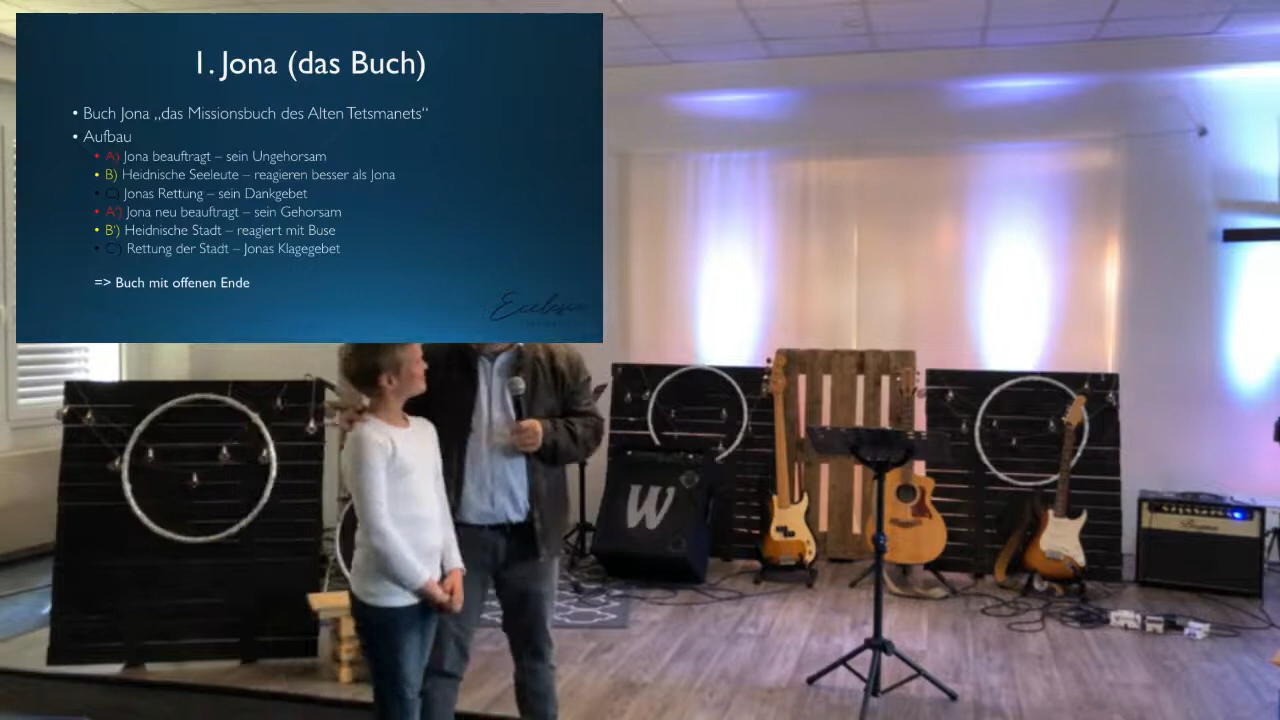 1. Jona (das Buch)
• Buch Jona „das Missionsbuch des Alten Tetsmanets“
• Aufbau
• A) Jona beauftragt – sein Ungehorsam
• B) Heidnische Seeleute – reagieren besser als Jona
• C) Jonas Rettung – sein Dankgebet
• A') Jona neu beauftragt – sein Gehorsam
• B') Heidnische Stadt – reagiert mit Buse
• C') Rettung der Stadt – Jonas Klagegebet
=> Buch mit offenen Ende
Ecclesia
W